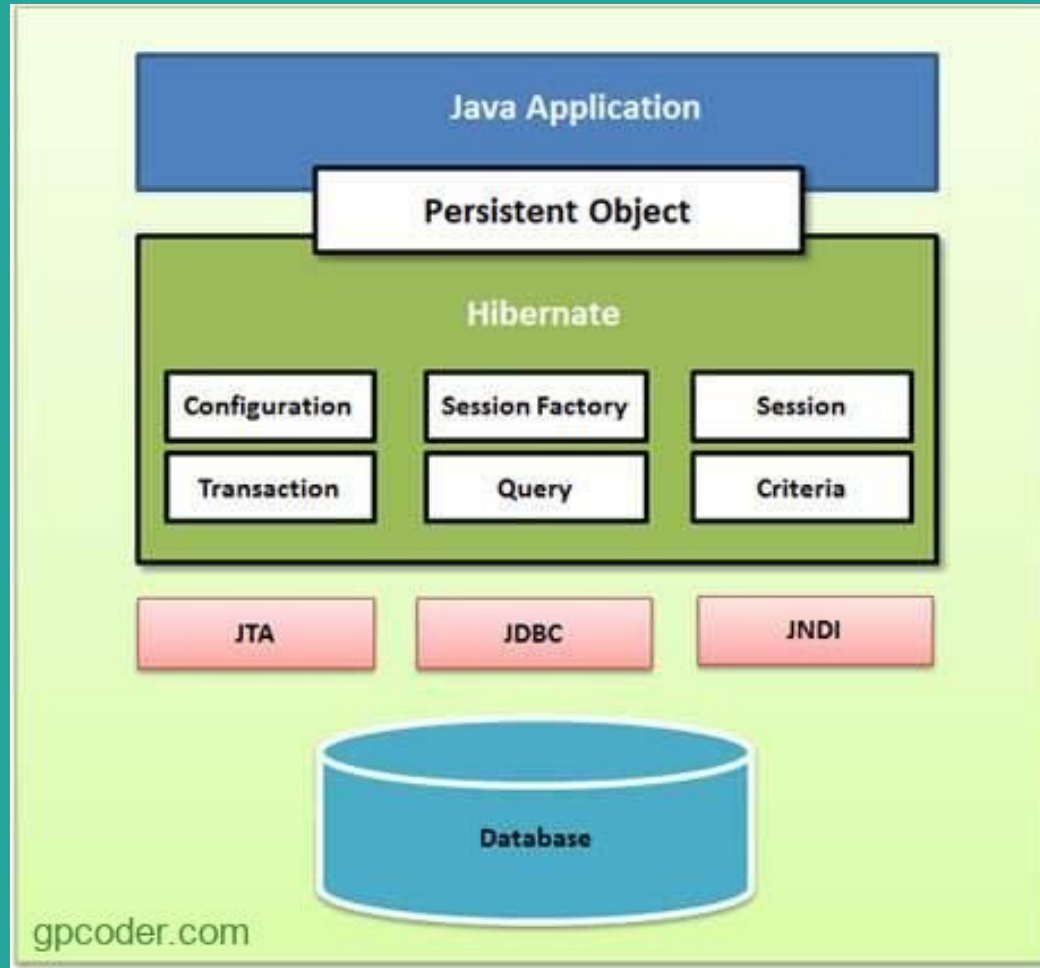 Java Application
Persistent Object
Hibernate
Configuration
Session Factory
Session
Transaction
Query
Criteria
JTA
JDBC
JNDI
Database
gpcoder.com